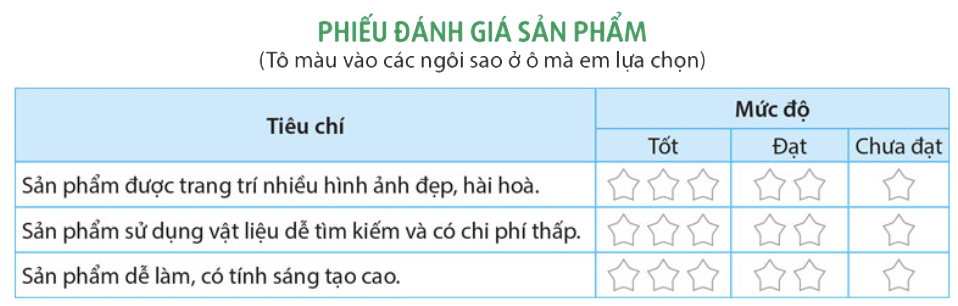 PHIẾU ĐÁNH GIÁ SẢN PHẨM
(Tô màu vào các ngôi sao ở ô mà em lựa chọn)
Tiêu chí
Mức độ
Tốt
Đạt
Chưa đạt
Sản phẩm được trang trí nhiều hình ảnh đẹp, hài hoà.
Sản phẩm sử dụng vật liệu dễ tìm kiếm và có chi phí thấp.
Sản phẩm dễ làm, có tính sáng tạo cao.